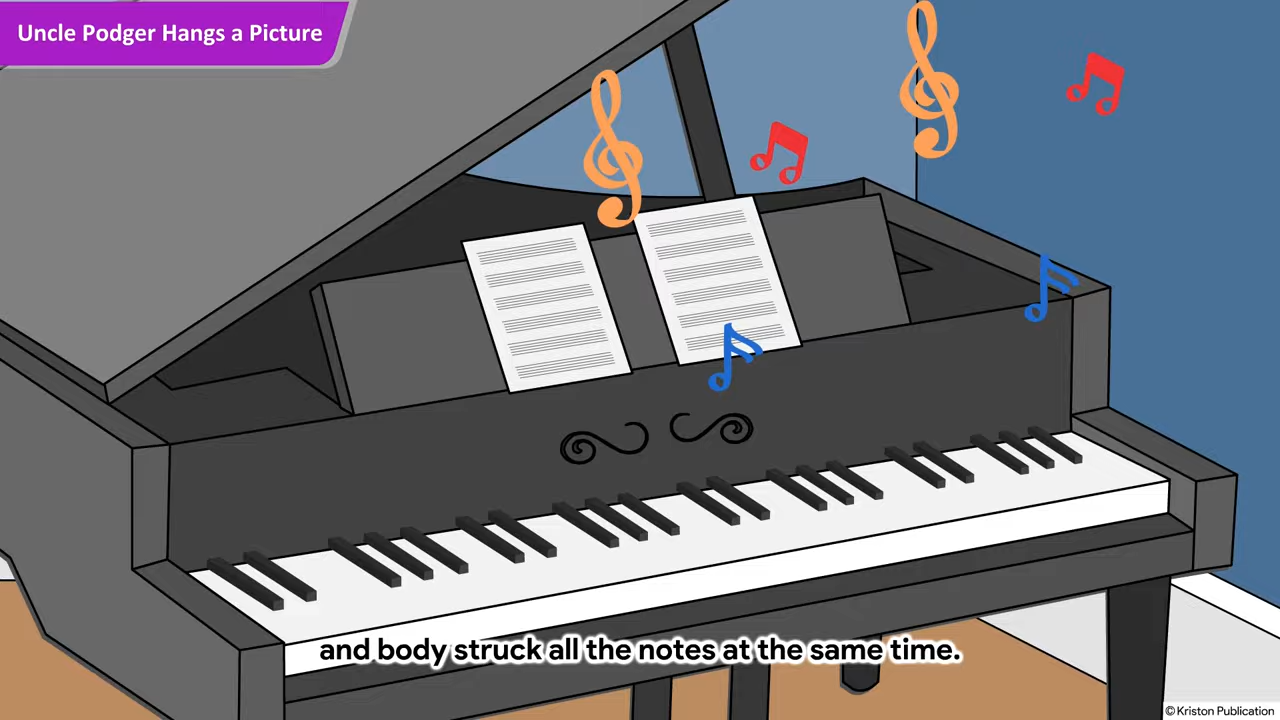 Uncle Podger Hangs a Picture
and body struck all the notes at the same time.
© Kriston Publication